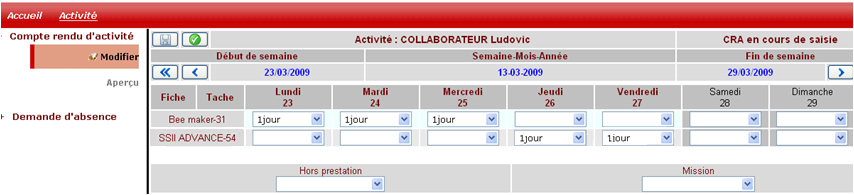 Accueil Activité
Compte rendu d'activité
Modifier
Aperçu
Demande d'absence
Activité : COLLABORATEUR Ludovic CRA en cours de saisie
Début de semaine Semaine-Mois-Année Fin de semaine
23/03/2009 13-03-2009 29/03/2009
Fiche Tache Lundi Mardi Mercredi Jeudi Vendredi Samedi Dimanche
23 24 25 26 27 28 29
Bee maker-31 1jour 1jour 1jour
SSII ADVANCE-54 1jour 1jour
Hors prestation Mission